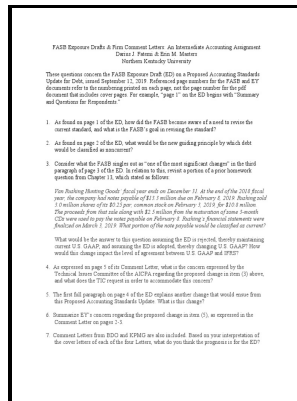 FASB Exposure Drafts & Firm Comment Letters: An Intermediate Accounting Assignment
Darius J. Fatemi & Erin M. Masters
Northern Kentucky University
These questions concern the FASB Exposure Draft (ED) on a Proposed Accounting Standards
Update for Debt, issued September 12, 2019. Referenced page numbers for the FASB and EY
documents refer to the numbering printed on each page, not the page number for the pdf
document that includes cover pages. For example, “page 1” on the ED begins with “Summary
and Questions for Respondents.”
1. As found on page 1 of the ED, how did the FASB become aware of a need to revise the
current standard, and what is the FASB's goal in revising the standard?
2. As found on page 2 of the ED, what would be the new guiding principle by which debt
would be classified as noncurrent?
3. Consider what the FASB singles out as “one of the most significant changes” in the third
paragraph of page 3 of the ED. In relation to this, revisit a portion of a prior homework
question from Chapter 13, which stated as follows:
Van Rushing Hunting Goods' fiscal year ends on December 31. At the end of the 2018 fiscal
year, the company had notes payable of $13.5 million due on February 8, 2019. Rushing sold
3.0 million shares of its $0.25 par, common stock on February 3, 2019, for $10.0 million.
The proceeds from that sale along with $2.5 million from the maturation of some 3-month
CDs were used to pay the notes payable on February 8. Rushing's financial statements were
finalized on March 5, 2019. What portion of the note payable would be classified as current?
What would be the answer to this question assuming the ED is rejected, thereby maintaining
current U.S. GAAP, and assuming the ED is adopted, thereby changing U.S. GAAP? How
would this change impact the level of agreement between U.S. GAAP and IFRS?
4. As expressed on page 5 of its Comment Letter, what is the concern expressed by the
Technical Issues Committee of the AICPA regarding the proposed change in item (3) above,
and what does the TIC request in order to accommodate this concern?
5. The first full paragraph on page 4 of the ED explains another change that would ensue from
this Proposed Accounting Standards Update. What is this change?
6. Summarize EY's concern regarding the proposed change in item (5), as expressed in the
Comment Letter on pages 2-3.
7. Comment Letters from BDO and KPMG are also included. Based on your interpretation of
the cover letters of each of the four Letters, what do you think the prognosis is for the ED?